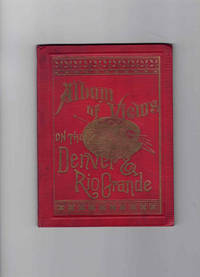 Album
of Views
ON THE
Denver &
Rio Grande